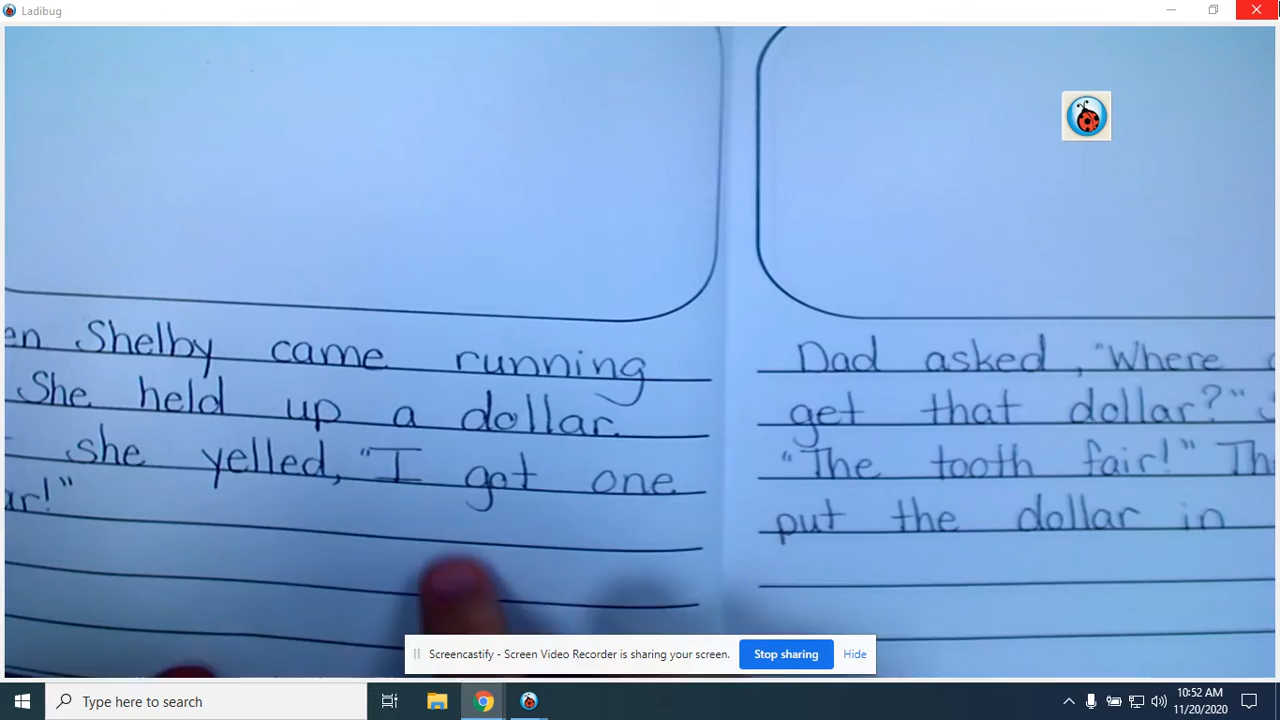 Ladibug
en Shelby came running
She held up a dollar.
she yelled, "I got one
ar!"
Dad asked, "Where
get that dollar?"
"The tooth fair!" Th
put the dollar in
Screencastify - Screen Video Recorder is sharing your screen.
Stop sharing
Hide
Type here to search
10:52 AM
11/20/2020